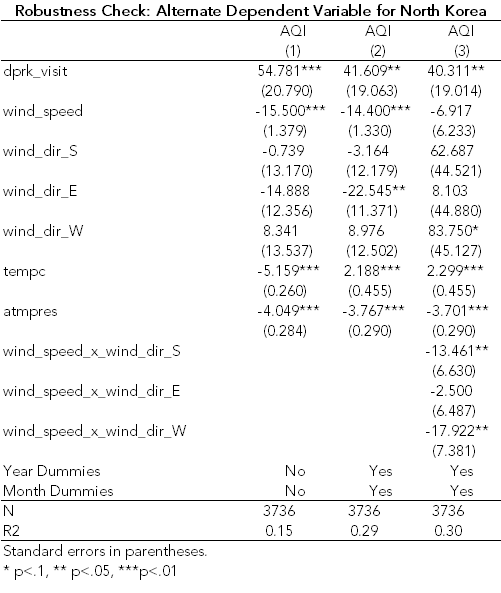 Robustness Check: Alternate Dependent Variable for North Korea
AQI AQI AQI
(1) (2) (3)
dprk_visit 54.781*** 41.609** 40.311**
(20.790) (19.063) (19.014)
wind_speed -15.500*** -14.400*** -6.917
(1.379) (1.330) (6.233)
wind_dir_S -0.739 -3.164 62.687
(13.170) (12.179) (44.521)
wind_dir_E -14.888 -22.545** 8.103
(12.356) (11.371) (44.880)
wind_dir_W 8.341 8.976 83.750*
(13.537) (12.502) (45.127)
tempc -5.159*** 2.188*** 2.299***
(0.260) (0.455) (0.455)
atmpres -4.049*** -3.767*** -3.701***
(0.284) (0.290) (0.290)
wind_speed_x_wind_dir_S -13.461**
(6.630)
wind_speed_x_wind_dir_E -2.500
(6.487)
wind_speed_x_wind_dir_W -17.922**
(7.381)
Year Dummies No Yes Yes
Month Dummies No Yes Yes
N 3736 3736 3736
R2 0.15 0.29 0.30
Standard errors in parentheses.
* p<.1, ** p<.05, ***p<.01